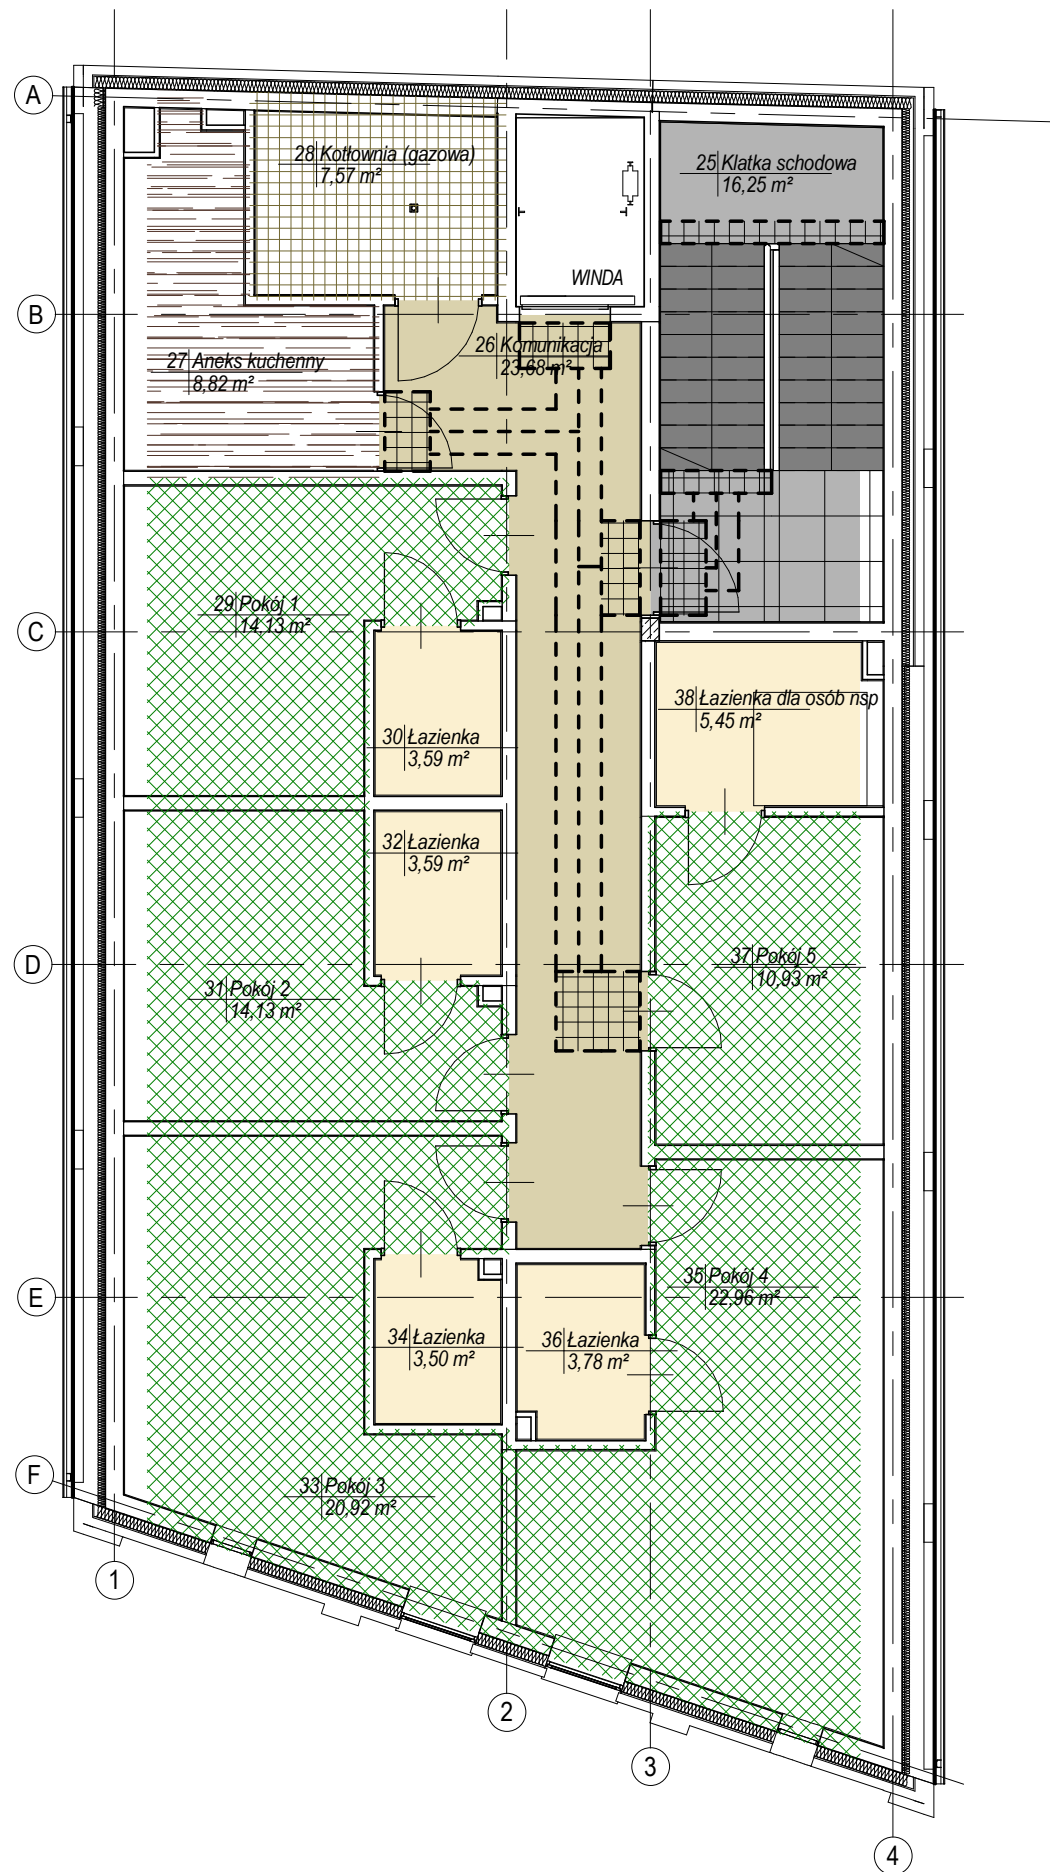 A
28 Kotłownia (gazowa)
7,57 m²
25 Klatka schodowa
16,25 m²
WINDA
B
26 Komunikacja
23,68 m²
27 Aneks kuchenny
8,82 m²
29 Pokój 1
14,13 m²
C
38 Łazienka dla osób nsp
5,45 m²
30 Łazienka
3,59 m²
32 Łazienka
3,59 m²
D
37 Pokój 5
10,93 m²
31 Pokój 2
14,13 m²
E
35 Pokój 4
22,96 m²
34 Łazienka
3,50 m²
36 Łazienka
3,78 m²
F
33 Pokój 3
20,92 m²
1
2
3
4